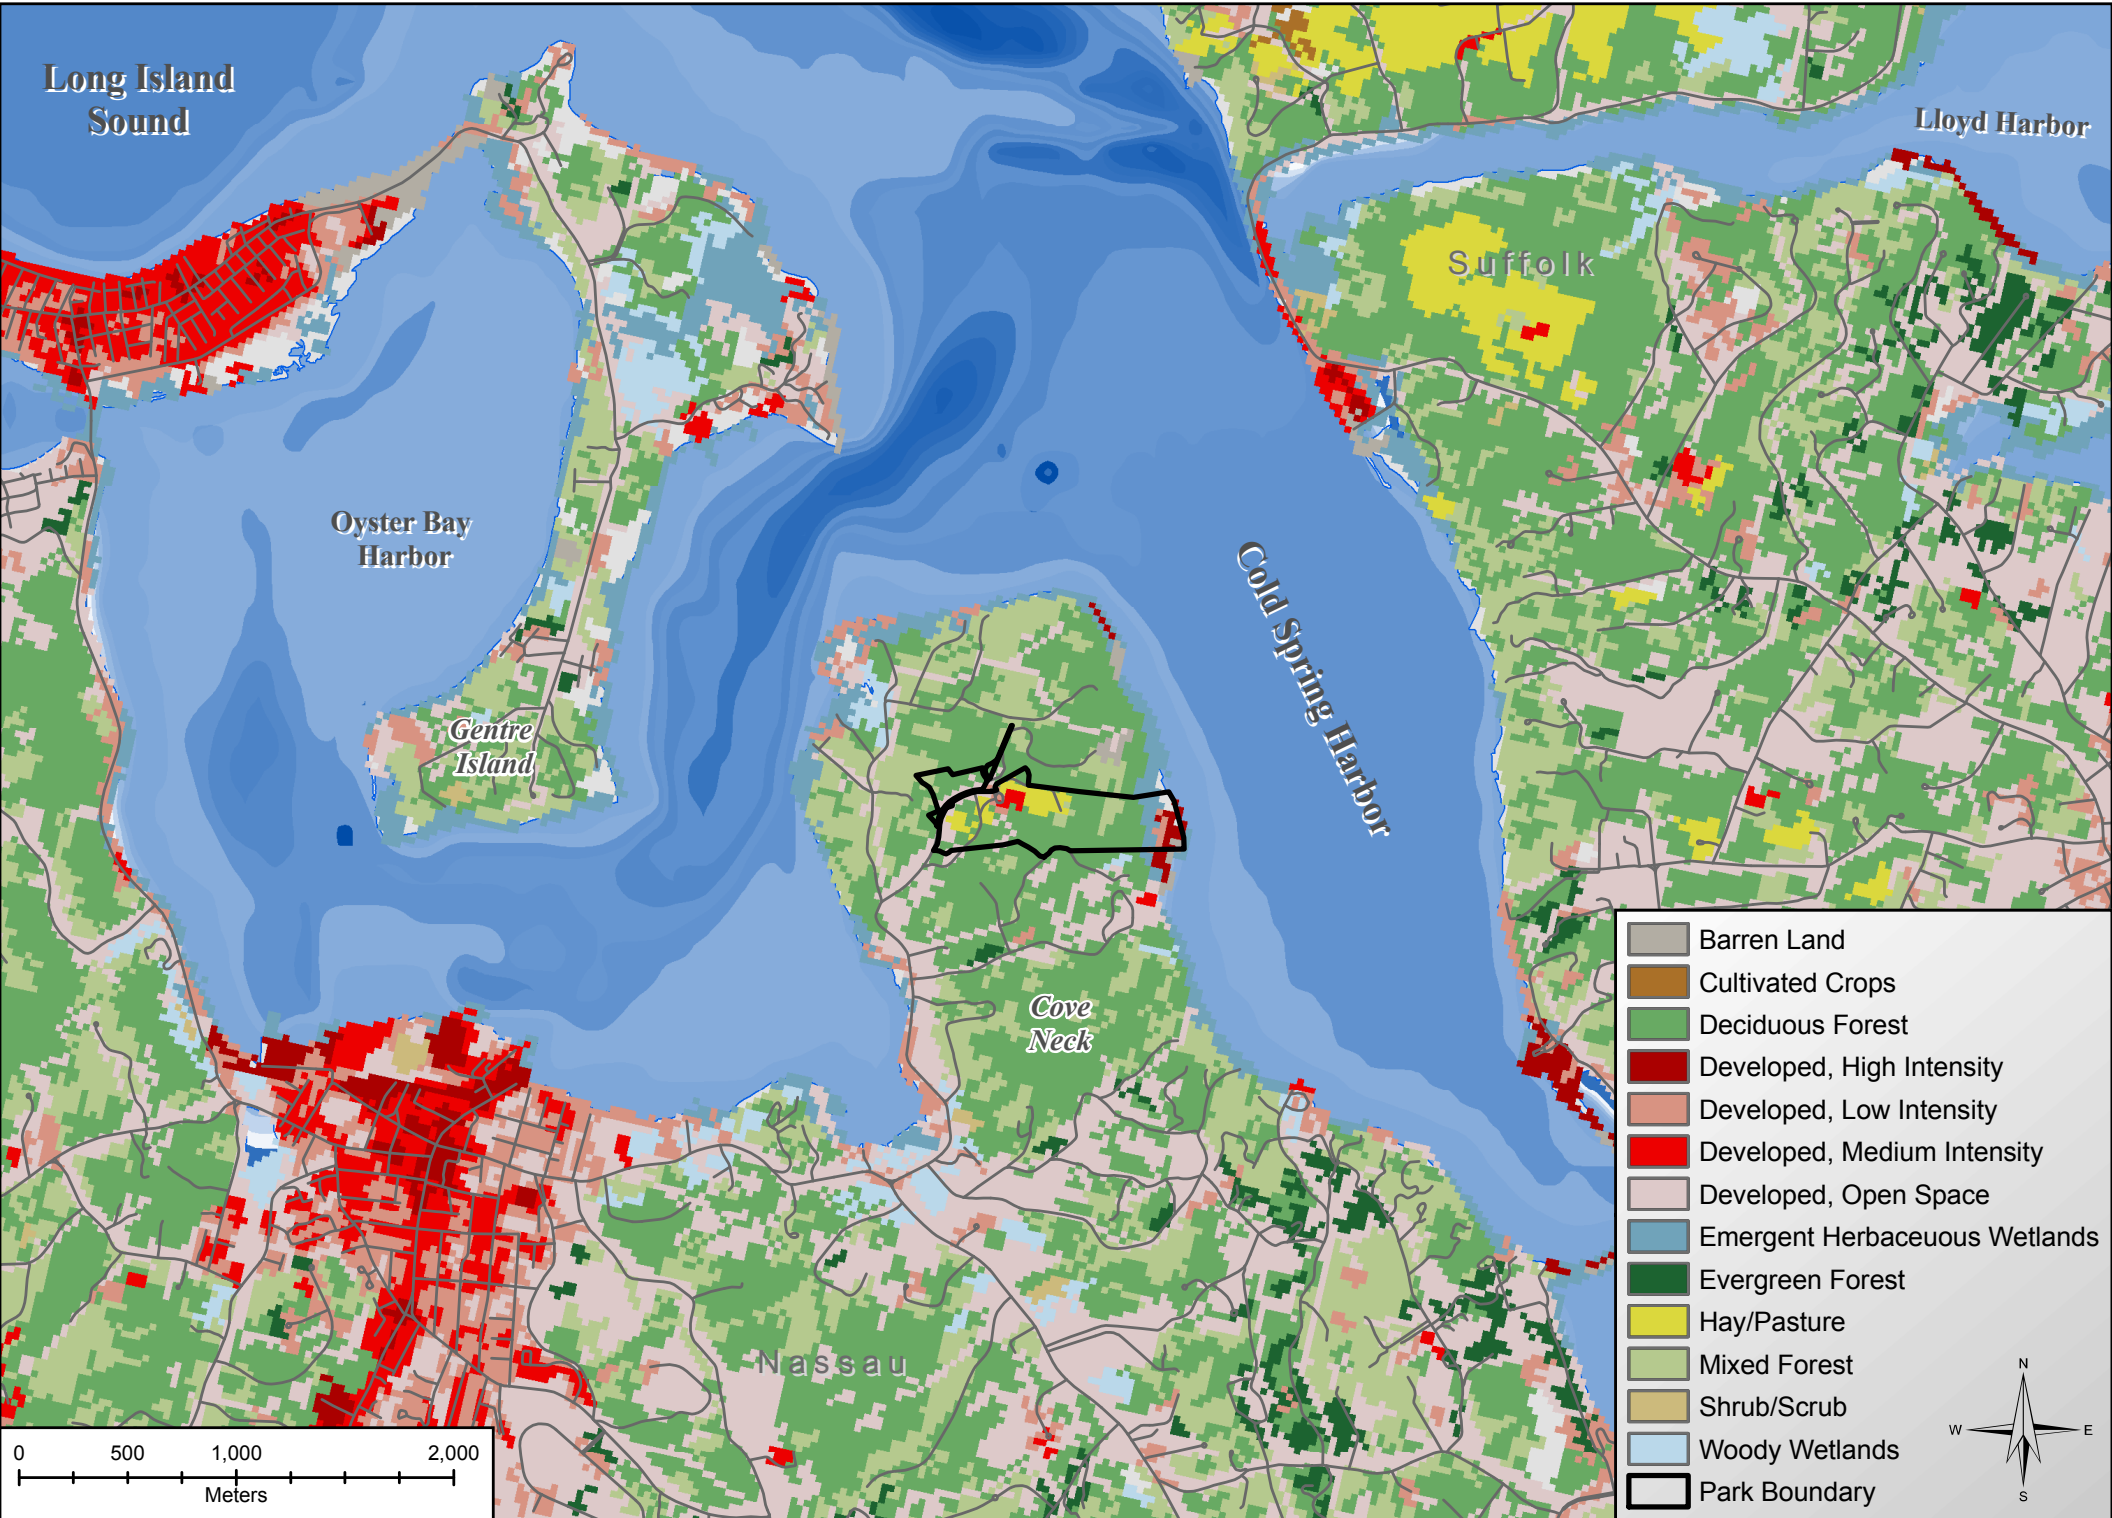 Long Island
Sound
Lloyd Harbor
Suffolk
Oyster Bay
Harbor
Cold Spring Harbor
Gentre
Island
Cove
Neck
Nassau
Barren Land
Cultivated Crops
Deciduous Forest
Developed, High Intensity
Developed, Low Intensity
Developed, Medium Intensity
Developed, Open Space
Emergent Herbaceuous Wetlands
Evergreen Forest
Hay/Pasture
Mixed Forest
Shrub/Scrub
Woody Wetlands
Park Boundary
N
W
E
S
0 500 1,000 2,000
Meters